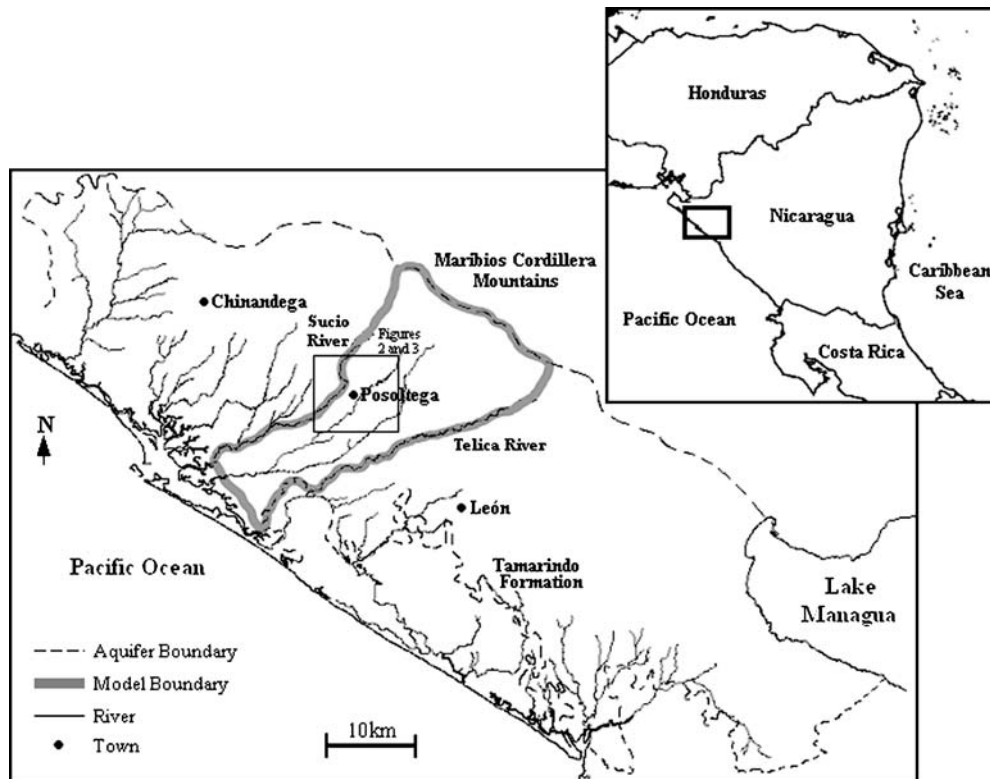 Honduras
Nicaragua
Caribbean
Sea
Pacific Ocean
Costa Rica
Maribios Cordillera
Mountains
Chinandega
Sucio
River
Figures
2 and 3
Posoltega
N
Telica River
León
Pacific Ocean
Tamarindo
Formation
Lake
Managua
Aquifer Boundary
Model Boundary
River
Town
10km